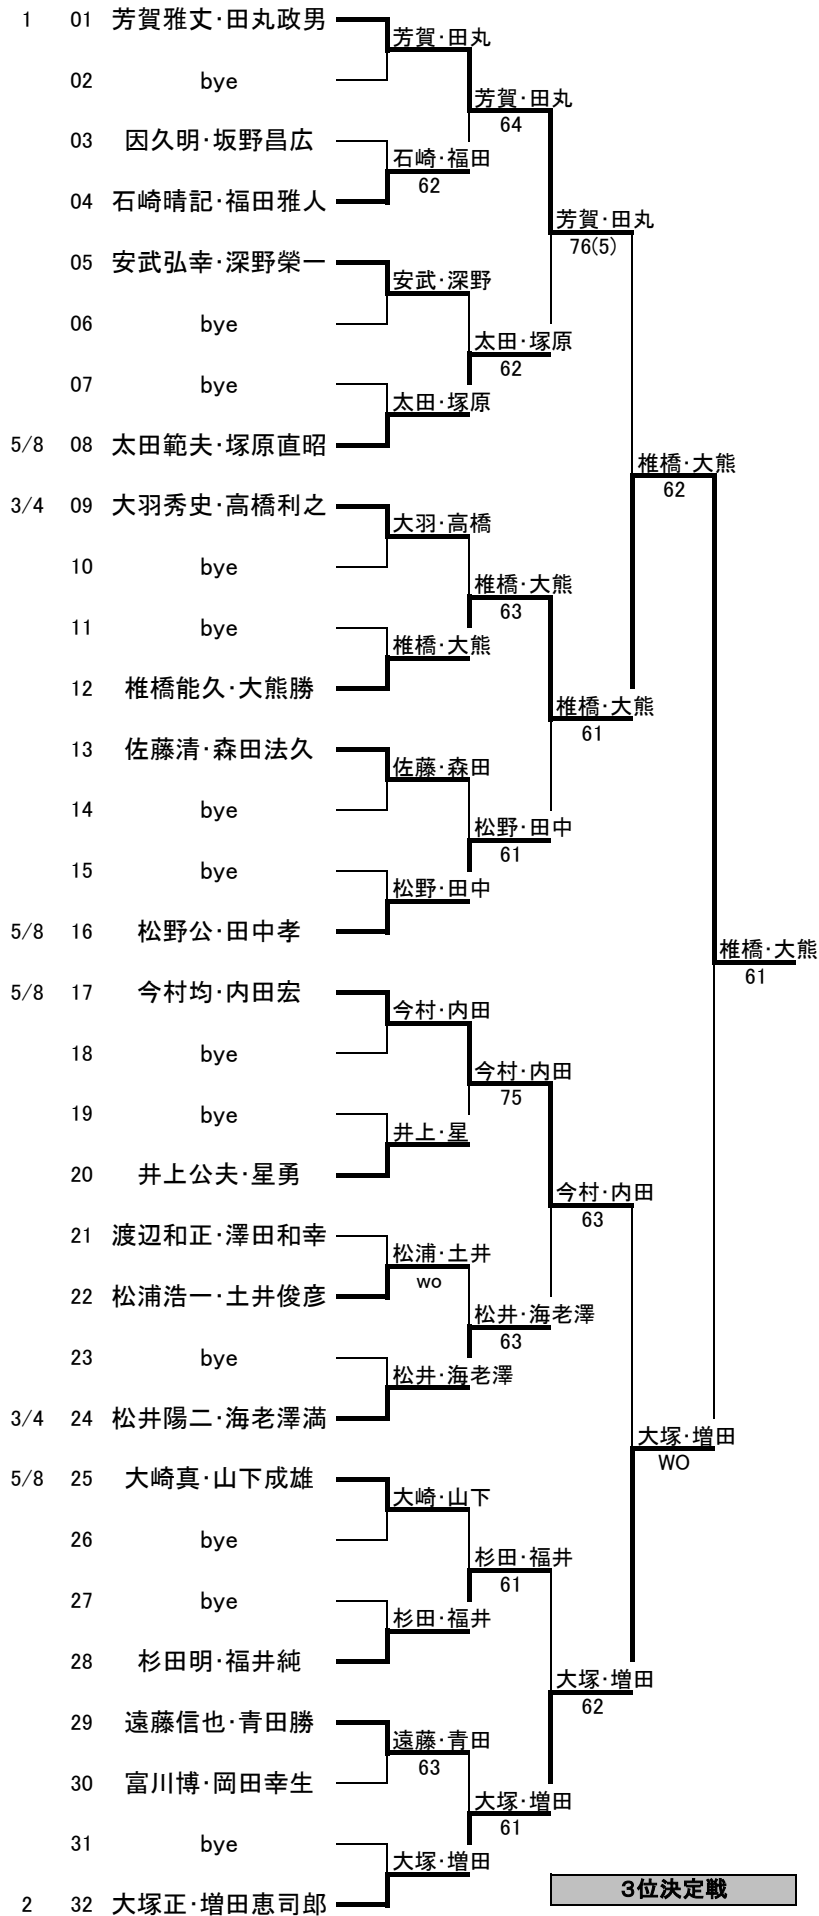 1 01 芳賀雅丈･田丸政男
芳賀･田丸
02 bye
芳賀･田丸
64
03 因久明･坂野昌広
石崎･福田
62
04 石崎晴記･福田雅人
芳賀･田丸
76(5)
05 安武弘幸･深野榮一
安武･深野
06 bye
太田･塚原
62
07 bye
太田･塚原
5/8 08 太田範夫･塚原直昭
椎橋･大熊
62
3/4 09 大羽秀史･高橋利之
大羽･高橋
10 bye
椎橋･大熊
63
11 bye
椎橋･大熊
12 椎橋能久･大熊勝
椎橋･大熊
61
13 佐藤清･森田法久
佐藤･森田
14 bye
松野･田中
61
15 bye
松野･田中
5/8 16 松野公･田中孝
椎橋･大熊
61
5/8 17 今村均･内田宏
今村･内田
18 bye
今村･内田
75
19 bye
井上･星
20 井上公夫･星勇
今村･内田
63
21 渡辺和正･澤田和幸
松浦･土井
wo
22 松浦浩一･土井俊彦
松井･海老澤
63
23 bye
松井･海老澤
3/4 24 松井陽二･海老澤満
大塚･増田
WO
5/8 25 大崎真･山下成雄
大崎･山下
26 bye
杉田･福井
61
27 bye
杉田･福井
28 杉田明･福井純
大塚･増田
62
29 遠藤信也･青田勝
遠藤･青田
63
30 富川博･岡田幸生
大塚･増田
61
31 bye
大塚･増田
3位決定戦
2 32 大塚正･増田恵司郎